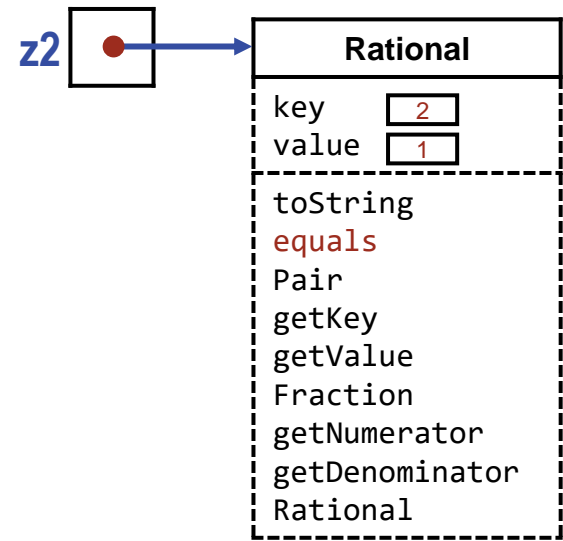 z2
Rational
key 2
value 1
toString
equals
Pair
getKey
getValue
Fraction
getNumerator
getDenominator
Rational